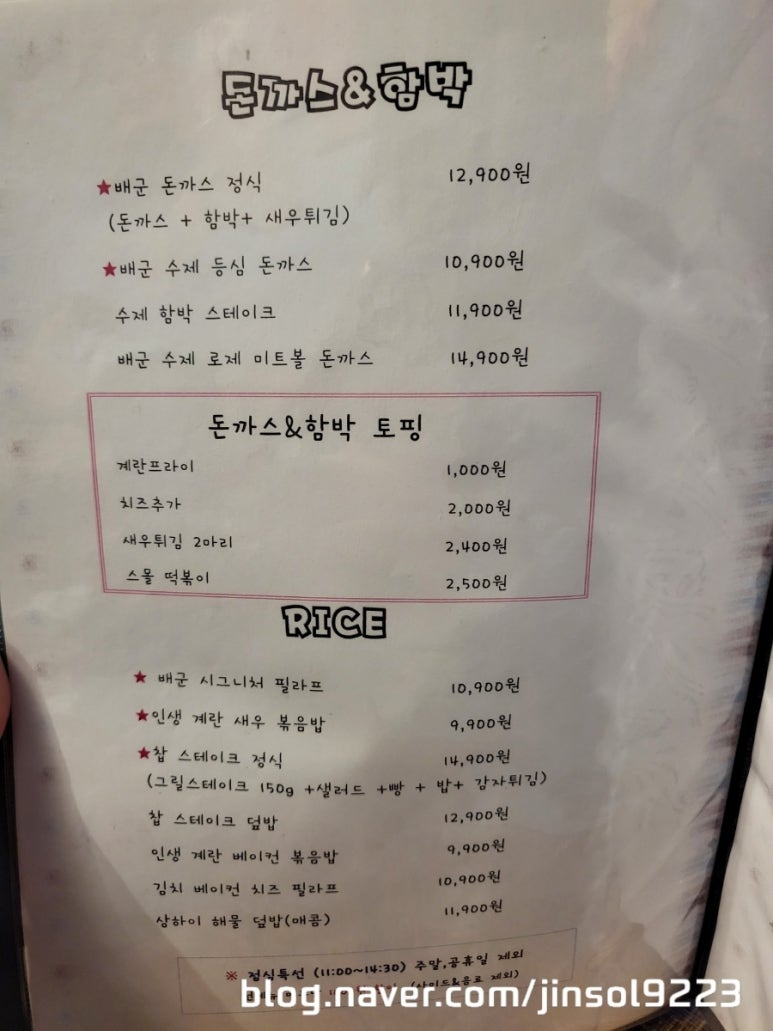 돈까스&함박
★배군 돈까스 정식 12,900원
(돈까스 + 함박+ 새우튀김)
★배군 수제 등심 돈까스 10,900원
수제 함박 스테이크 11,900원
배군 수제 로제 미트볼 돈까스 14,900원
돈까스&함박 토핑
계란프라이 1,000원
치즈추가 2,000원
새우튀김 2마리 2,400원
스몰 떡볶이 2,500원
RICE
★ 배군 시그니처 필라프 10,900원
★인생 계란 새우 볶음밥 9,900원
★찹 스테이크 정식 14,900원
(그릴스테이크 150g +샐러드 +빵 + 밥+ 감자튀김)
찹 스테이크 덮밥 12,900원
인생 계란 베이컨 볶음밥 9,900원
김치 베이컨 치즈 필라프 10,900원
상하이 해물 덮밥(매콤) 11,900원
※ 점심특선 (11:00~14:30) 주말,공휴일 제외
(사이드&음료 제외)
blog.naver.com/jinsol9223